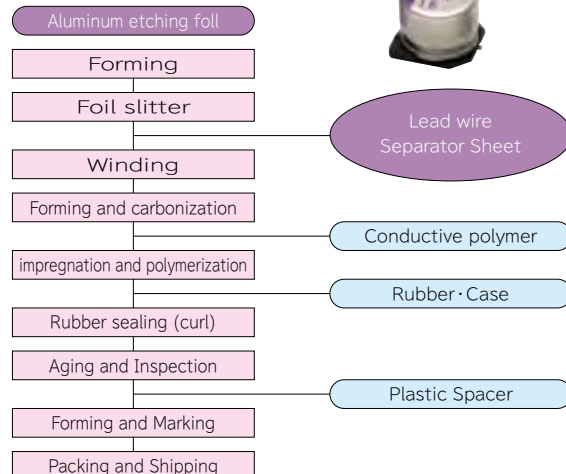 Aluminum etching foll
Forming
Foil slitter
Lead wire
Separator Sheet
Winding
Forming and carbonization
Conductive polymer
impregnation and polymerization
Rubber・Case
Rubber sealing (curl)
Aging and Inspection
Plastic Spacer
Forming and Marking
Packing and Shipping